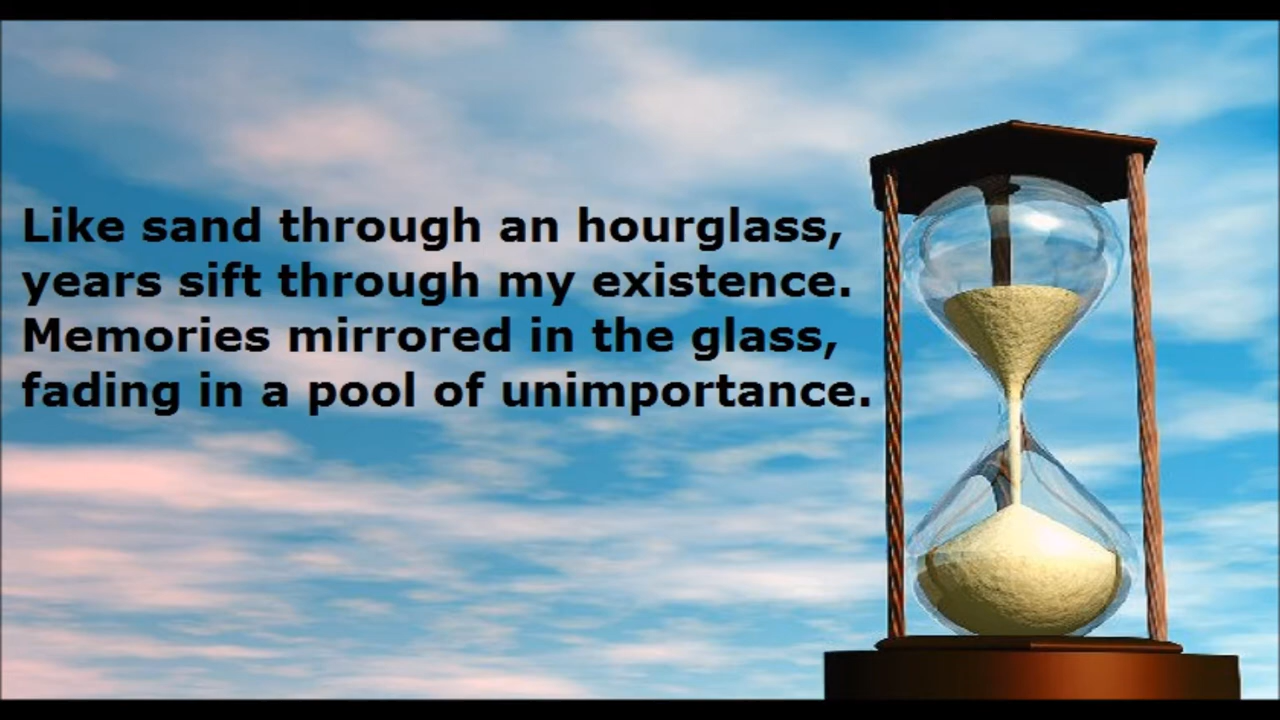 Like sand through an hourglass,
years sift through my existence.
Memories mirrored in the glass,
fading in a pool of unimportance.